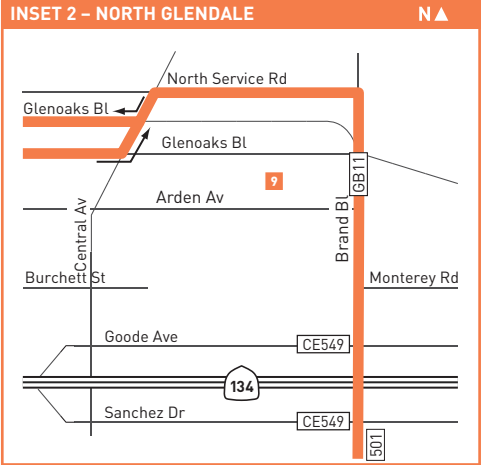 INSET 2 – NORTH GLENDALE
N
North Service Rd
Glenoaks Bl
Glenoaks Bl
GB11
9
Arden Av
Central Av
Brand Bl
Burchett St
Monterey Rd
Goode Ave
CE549
134
Sanchez Dr
CE549
501